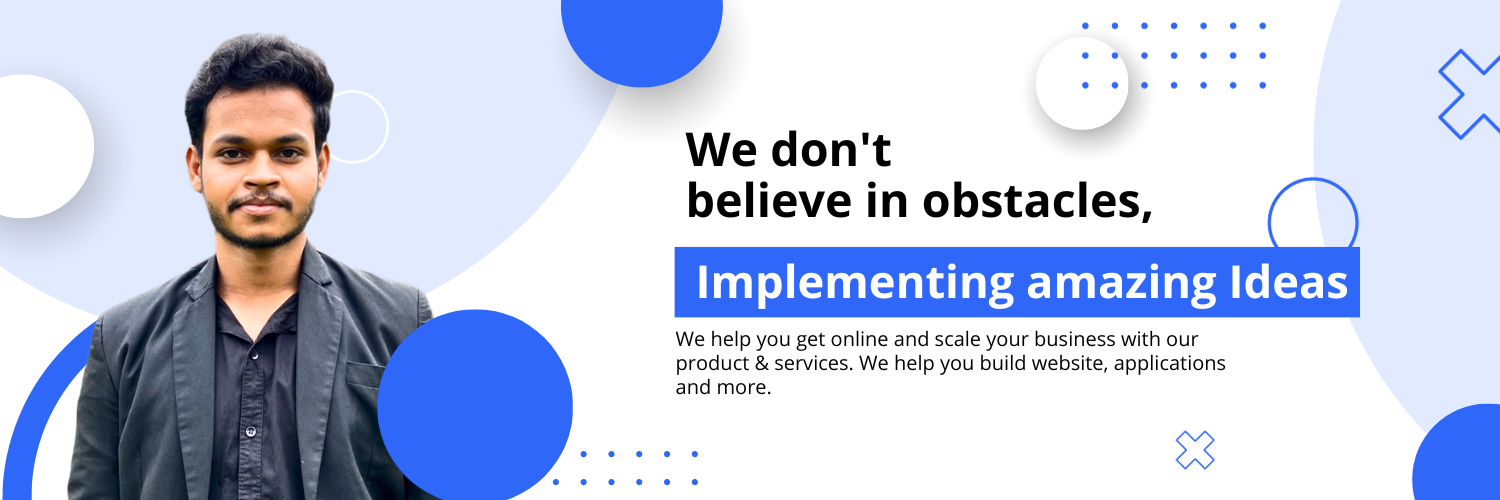 We don't
believe in obstacles,
Implementing amazing Ideas
We help you get online and scale your business with our
product & services. We help you build website, applications
and more.